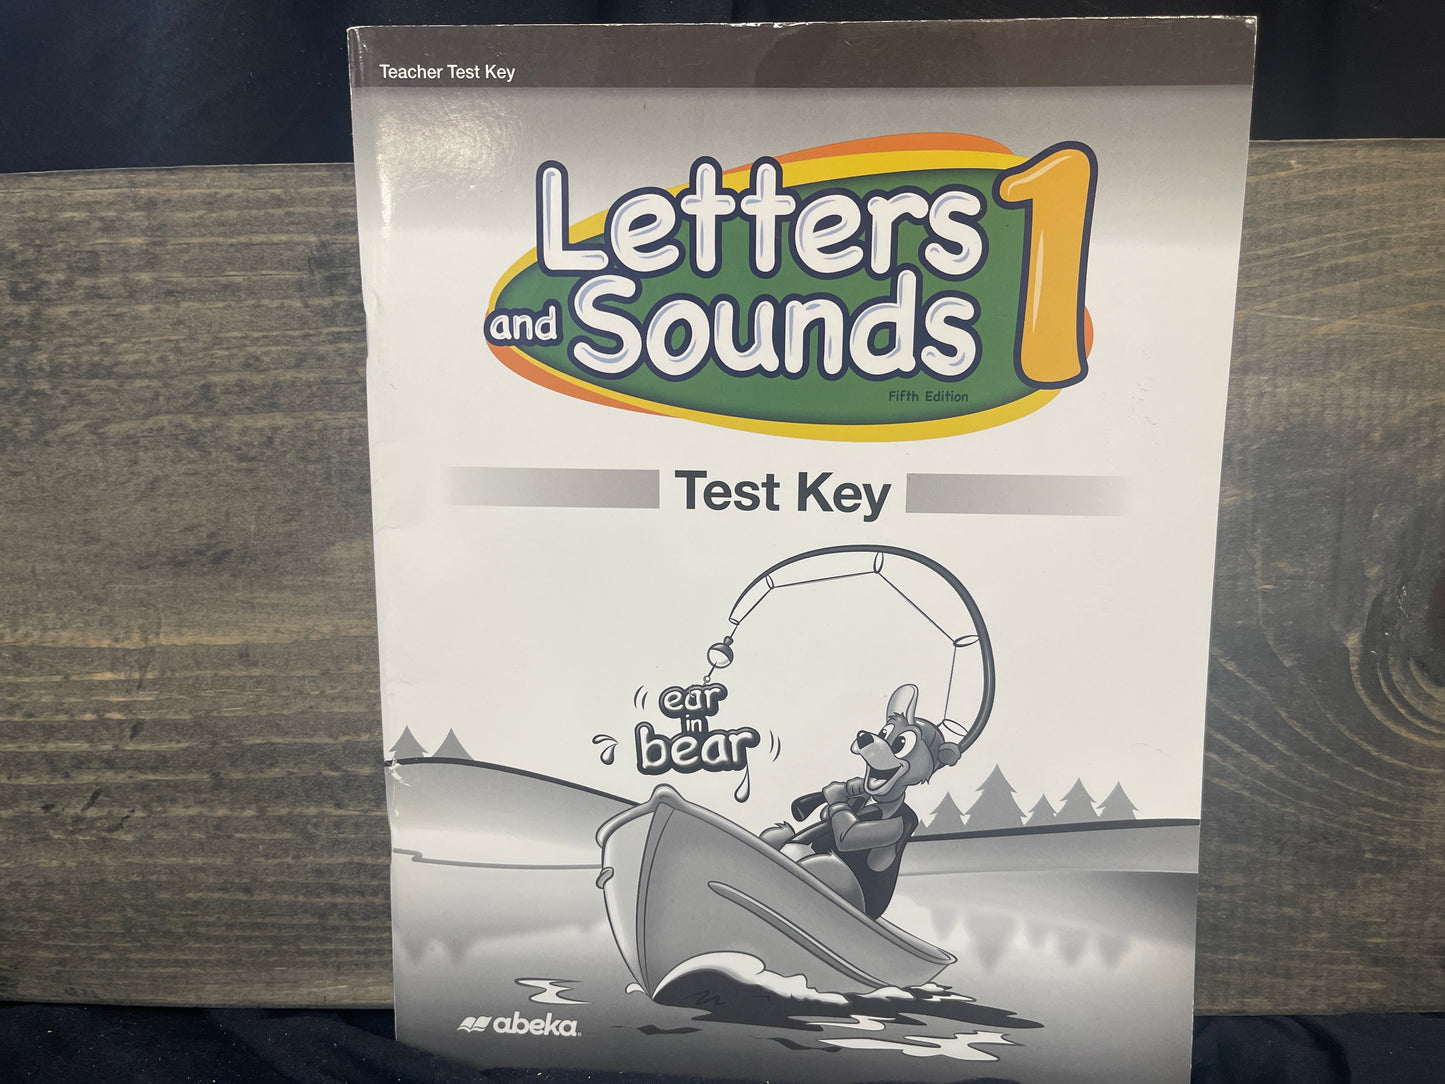 Teacher Test Key
Letters
and Sounds 1
Fifth Edition
Test Key
ear
in
bear
abeka